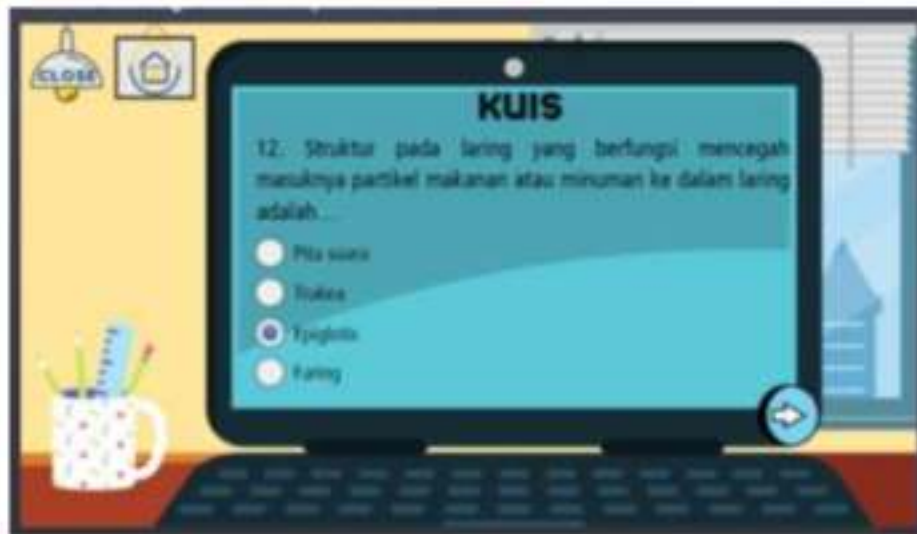 CLOSE
KUIS
12. Struktur pada laring yang berfungsi mencegah
masuknya partikel makanan atau minuman ke dalam laring
adalah...
Pita suara
Trakea
Epiglotis
Faring